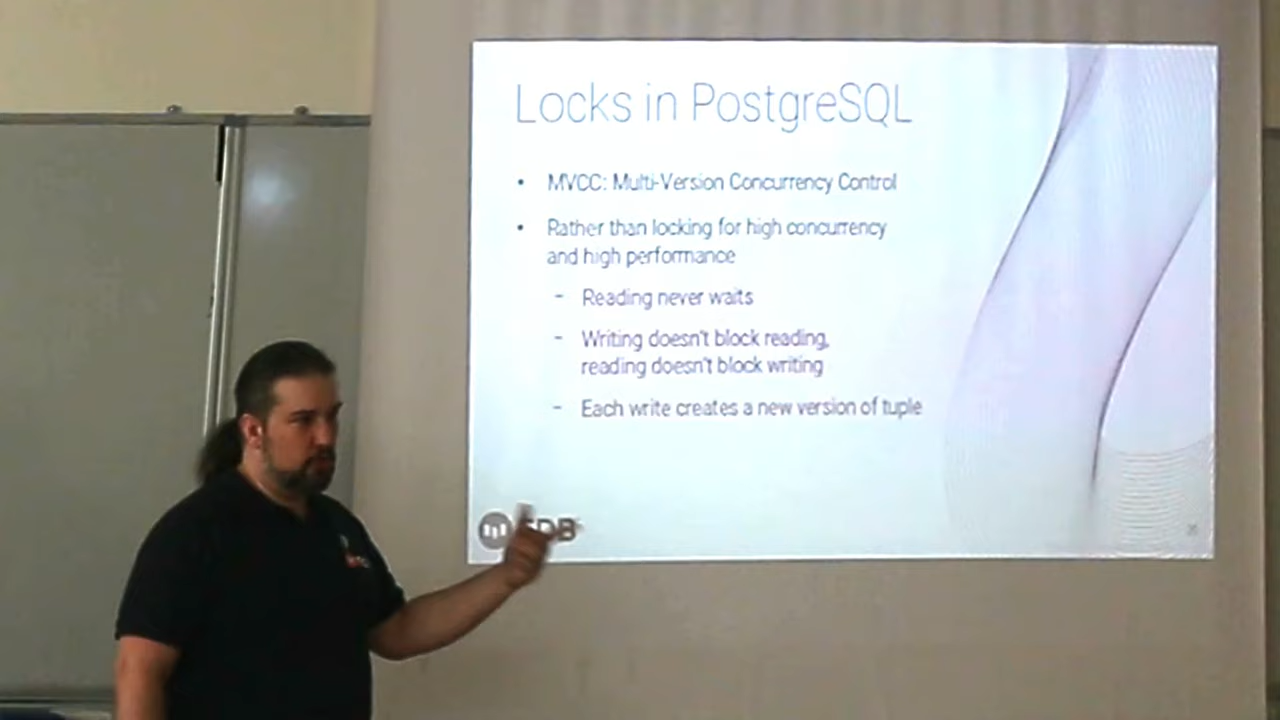 Locks in PostgreSQL
• MVCC: Multi-Version Concurrency Control
• Rather than locking for high concurrency
and high performance
- Reading never waits
- Writing doesn't block reading,
reading doesn't block writing
- Each write creates a new version of tuple
EDB